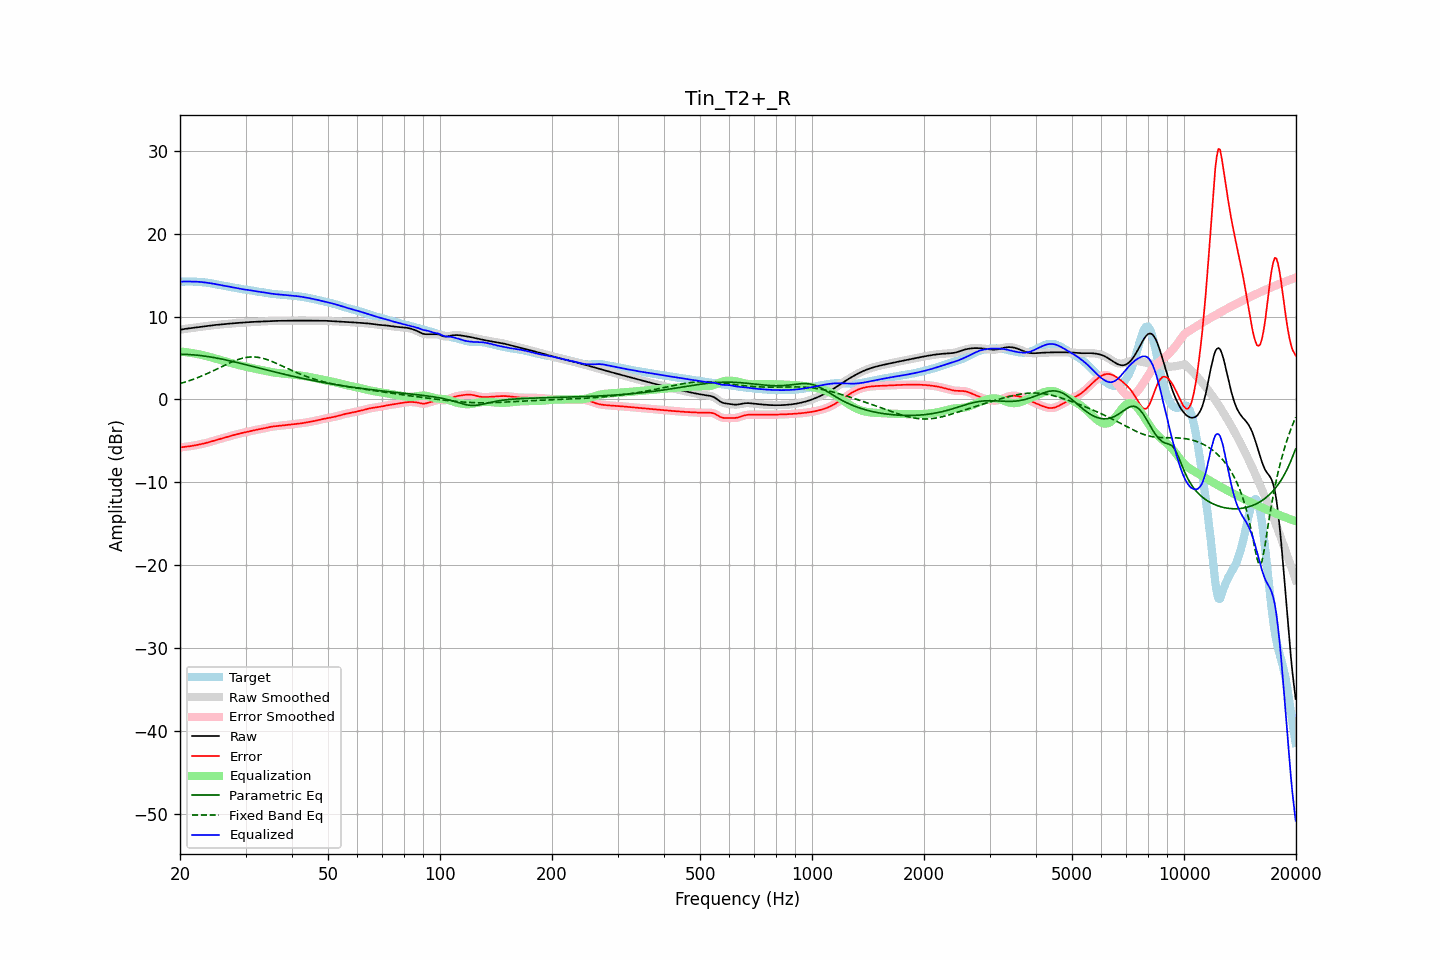 Tin_T2+_R
Amplitude (dBr)
30
20
10
0
−10
−20
−30
−40
−50
Target
Raw Smoothed
Error Smoothed
Raw
Error
Equalization
Parametric Eq
Fixed Band Eq
Equalized
20 50 100 200 500 1000 2000 5000 10000 20000
Frequency (Hz)